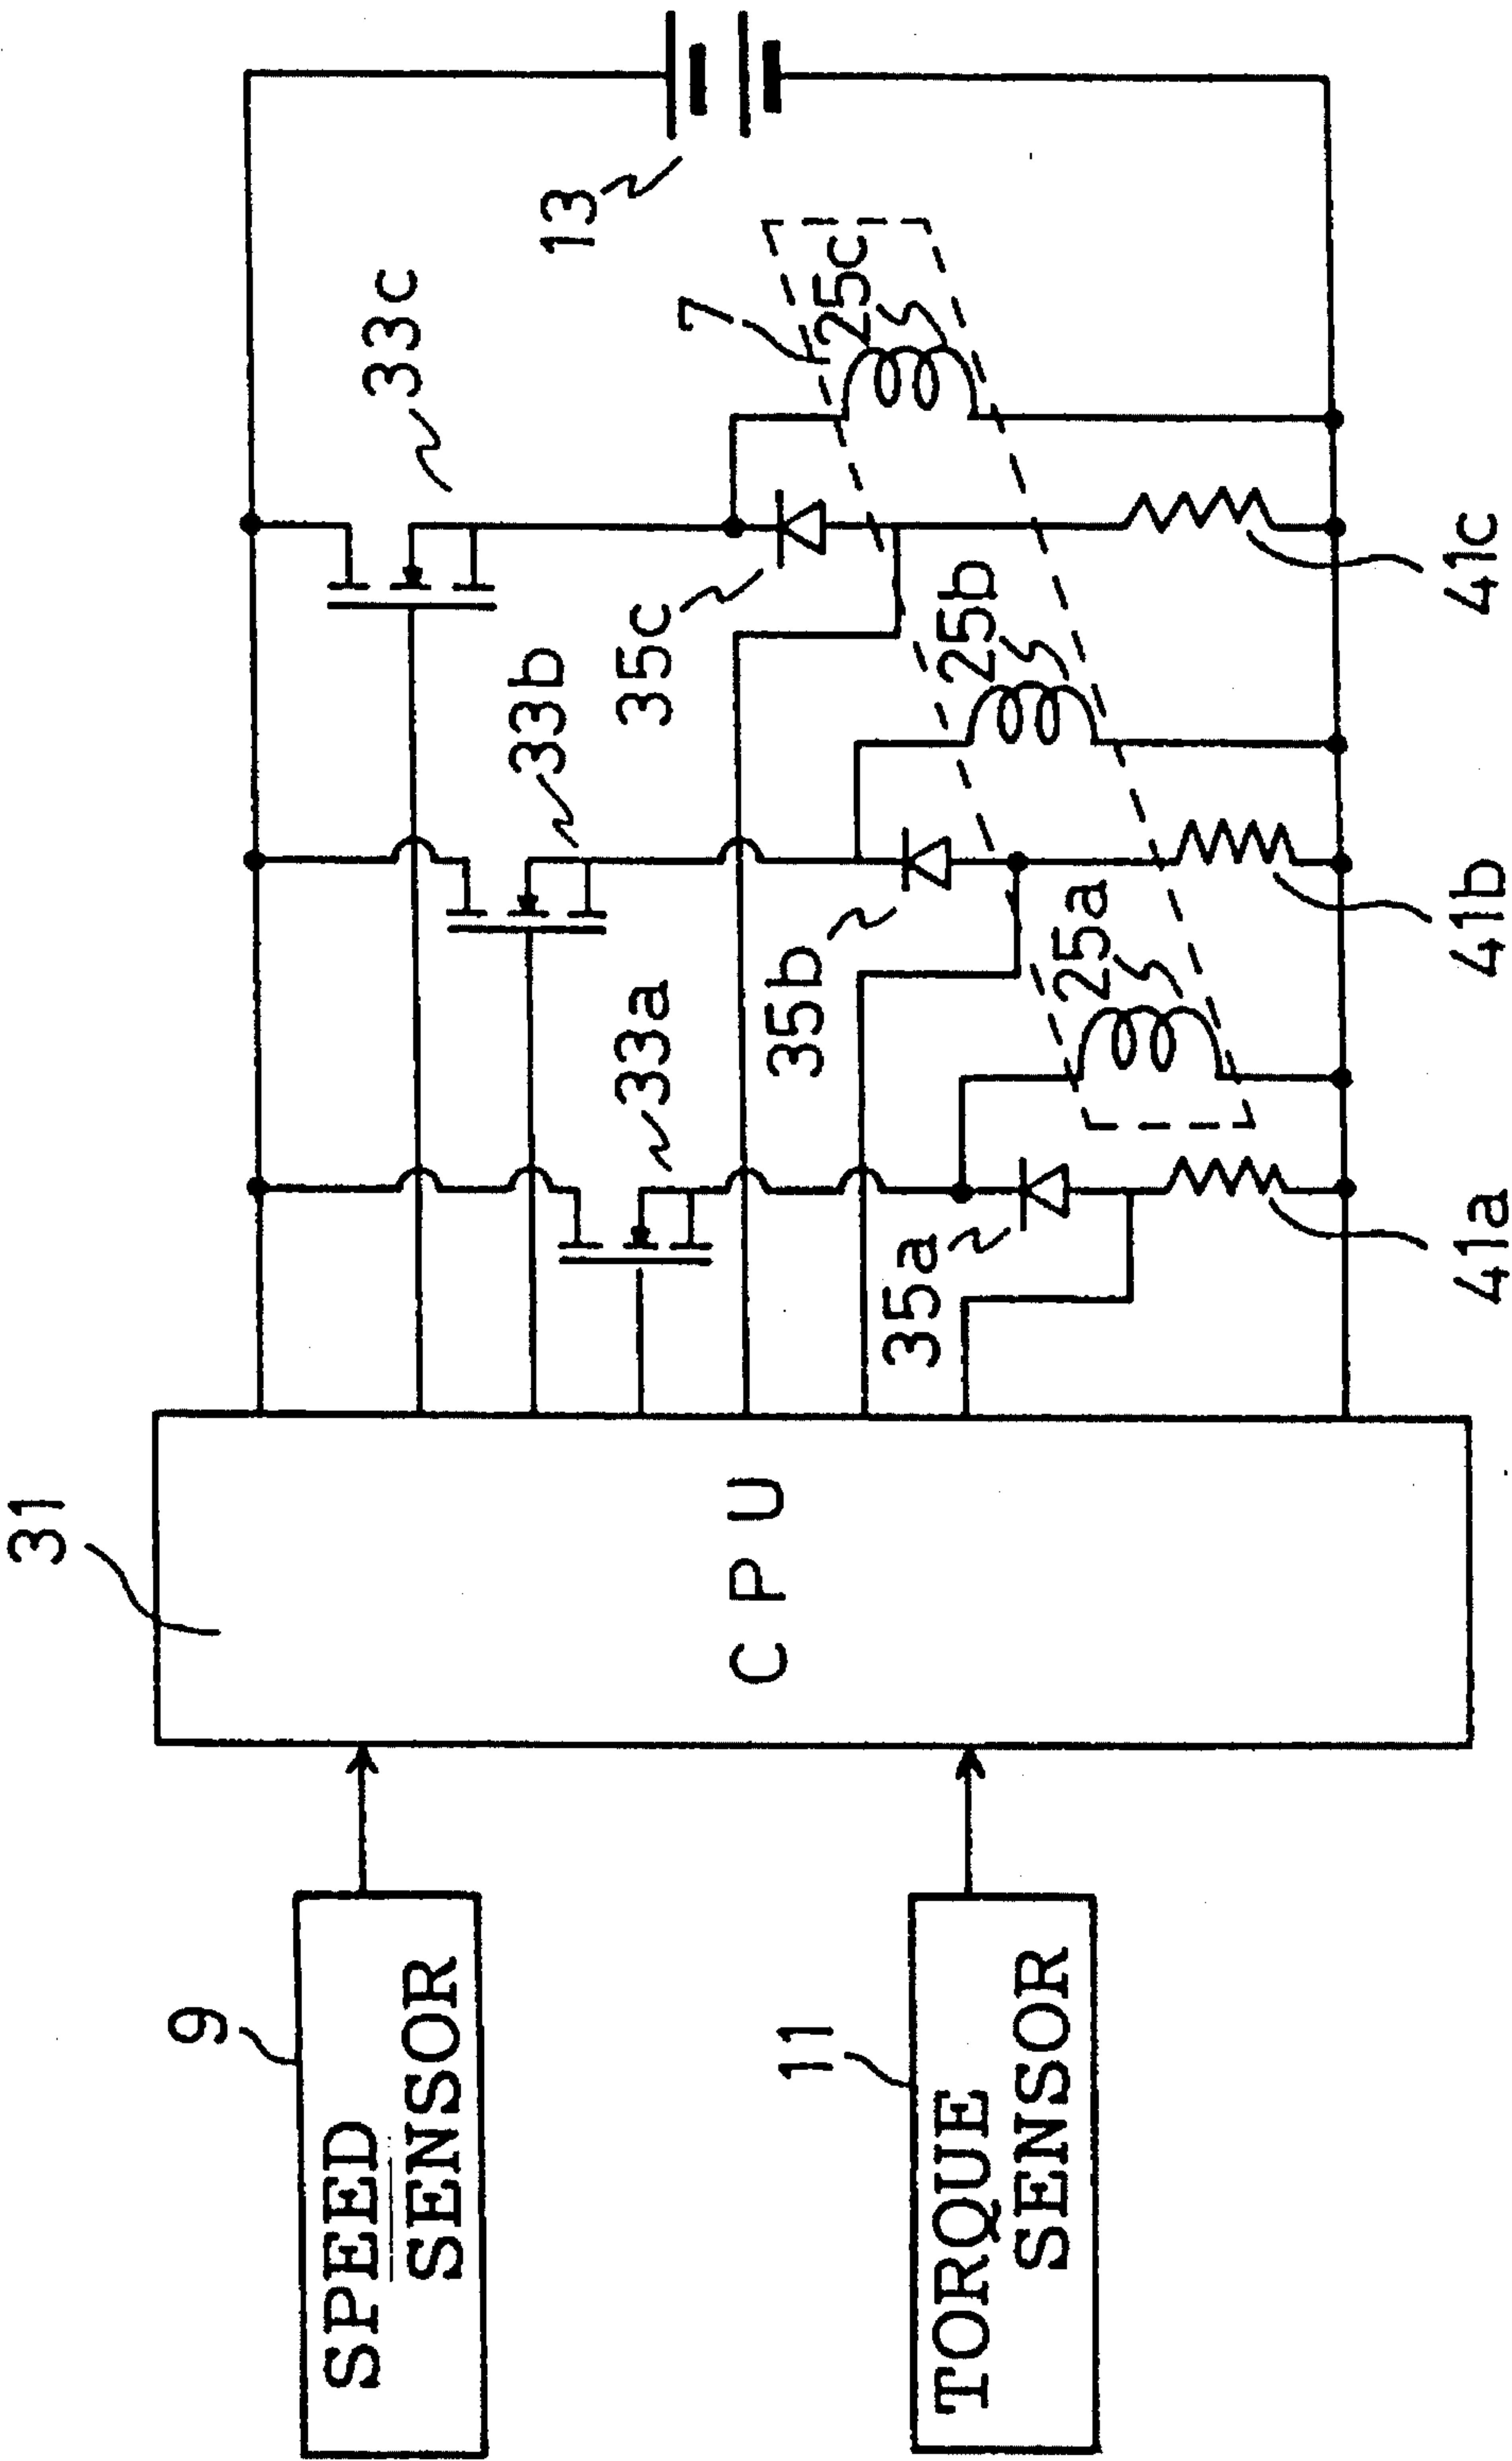 31
9
SPEED
SENSOR
11
TORQUE
SENSOR
CPU
33a
33b
33c
35a
35b
35c
25a
25b
25c
7
13
41a
41b
41c